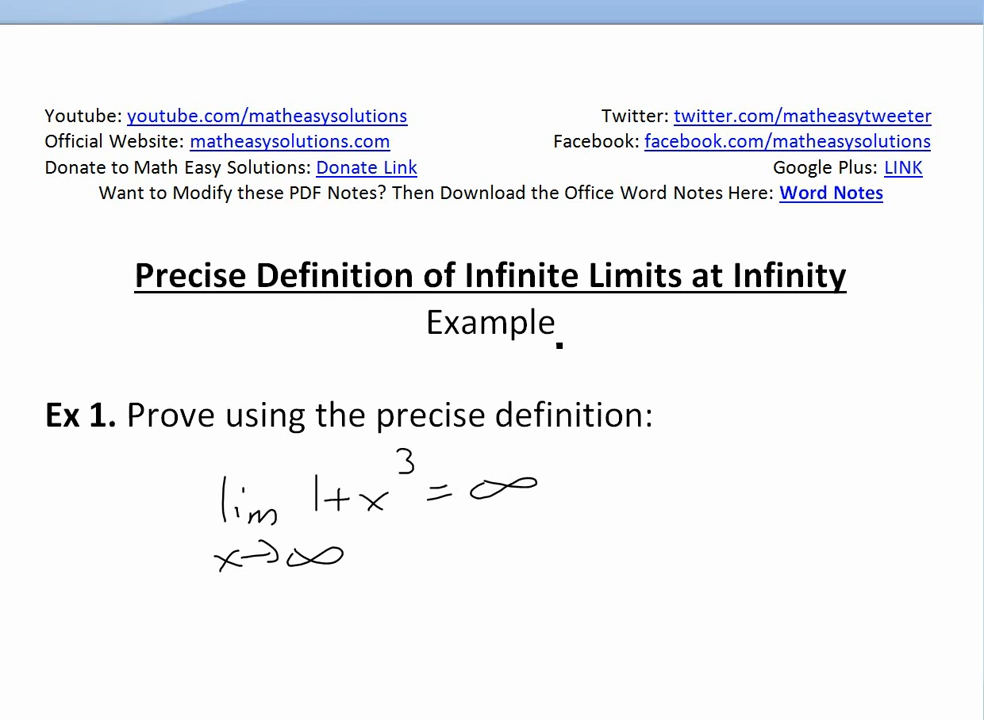 Youtube: youtube.com/matheasysolutions Twitter: twitter.com/matheasytweeter
Official Website: matheasysolutions.com Facebook: facebook.com/matheasysolutions
Donate to Math Easy Solutions: Donate Link Google Plus: LINK
Want to Modify these PDF Notes? Then Download the Office Word Notes Here: Word Notes
Precise Definition of Infinite Limits at Infinity
Example
Ex 1. Prove using the precise definition:
lim 1+x³ = ∞
x→∞